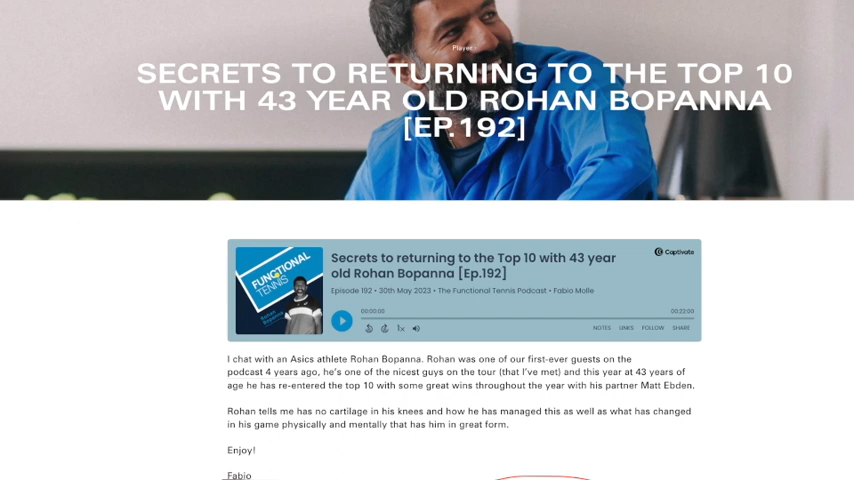 Player
SECRETS TO RETURNING TO THE TOP 10
WITH 43 YEAR OLD ROHAN BOPANNA
[EP.192]
Captivate
FUNCTIONAL
TENNIS
Rohan
Bopanna
Secrets to returning to the Top 10 with 43 year
old Rohan Bopanna [Ep.192]
Episode 192 • 30th May 2023 • The Functional Tennis Podcast • Fabio Molle
00:00:00
00:22:00
1×
NOTES LINKS FOLLOW SHARE
I chat with an Asics athlete Rohan Bopanna. Rohan was one of our first-ever guests on the
podcast 4 years ago, he's one of the nicest guys on the tour (that I've met) and this year at 43 years of
age he has re-entered the top 10 with some great wins throughout the year with his partner Matt Ebden.
Rohan tells me has no cartilage in his knees and how he has managed this as well as what has changed
in his game physically and mentally that has him in great form.
Enjoy!
Fabio